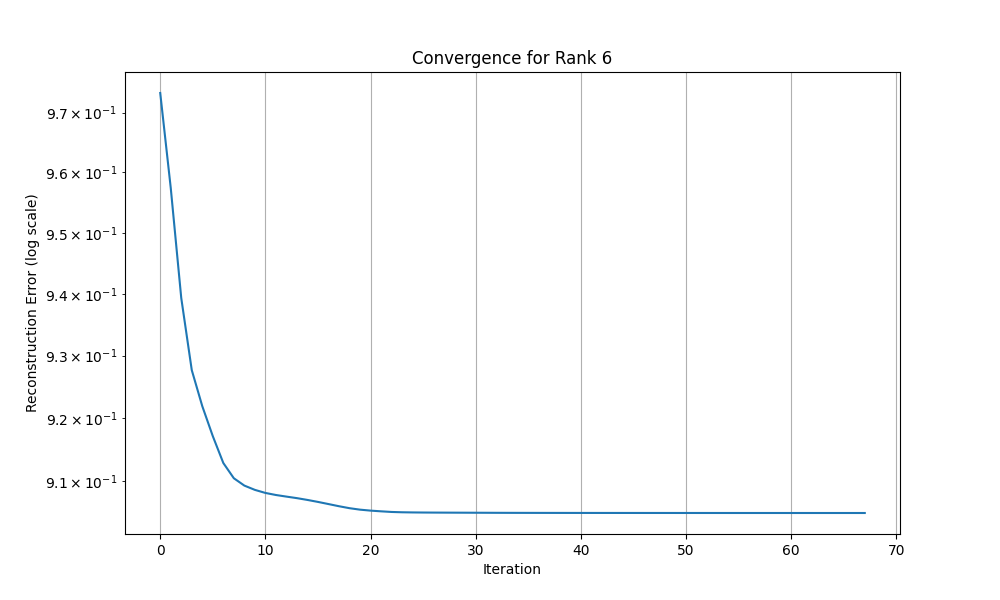 Convergence for Rank 6
Reconstruction Error (log scale)
9.7 × 10⁻¹
9.6 × 10⁻¹
9.5 × 10⁻¹
9.4 × 10⁻¹
9.3 × 10⁻¹
9.2 × 10⁻¹
9.1 × 10⁻¹
0 10 20 30 40 50 60 70
Iteration